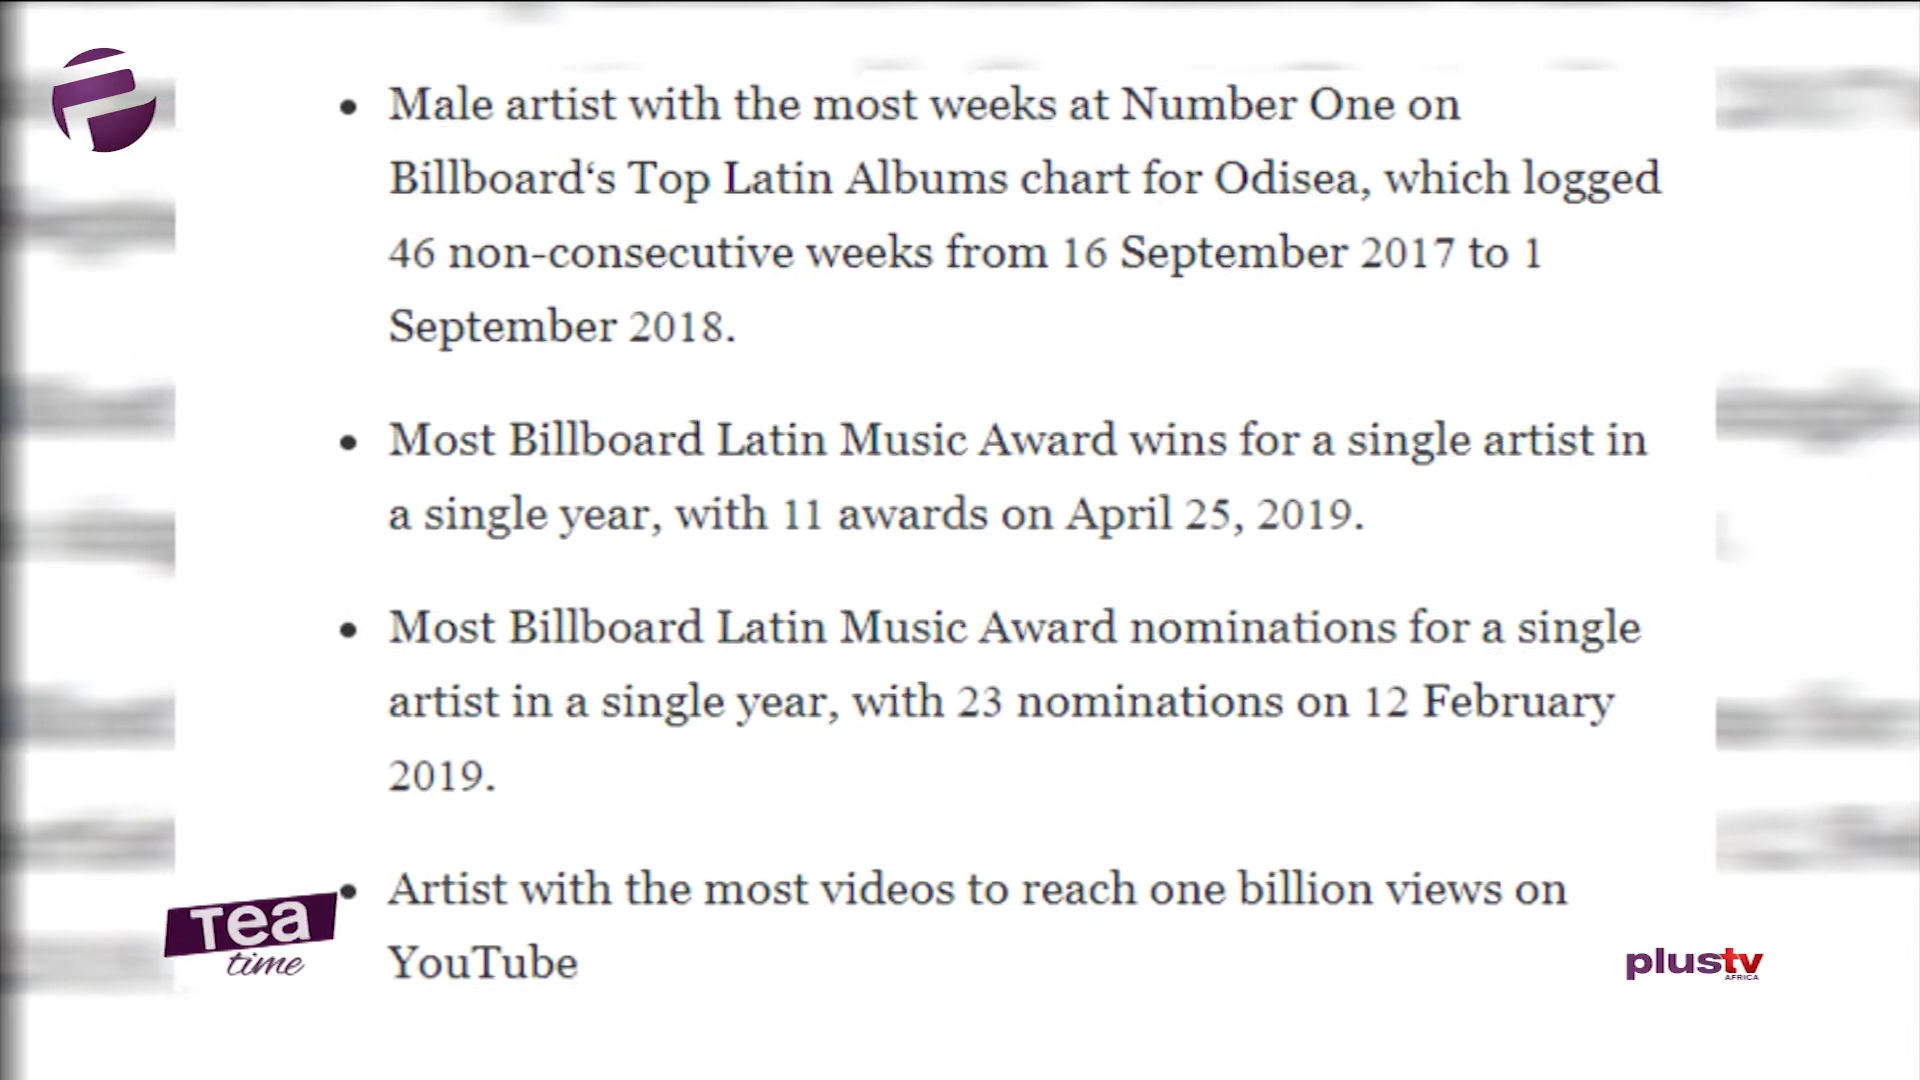 • Male artist with the most weeks at Number One on
Billboard‘s Top Latin Albums chart for Odisea, which logged
46 non-consecutive weeks from 16 September 2017 to 1
September 2018.
• Most Billboard Latin Music Award wins for a single artist in
a single year, with 11 awards on April 25, 2019.
• Most Billboard Latin Music Award nominations for a single
artist in a single year, with 23 nominations on 12 February
2019.
• Artist with the most videos to reach one billion views on
YouTube
Tea
time
plustv
AFRICA